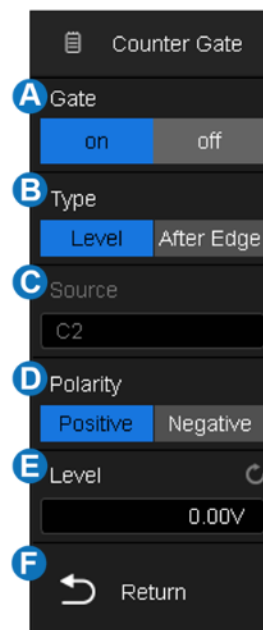 Counter Gate
A
Gate
on off
B
Type
Level After Edge
C
Source
C2
D
Polarity
Positive Negative
E
Level
0.00V
F
Return